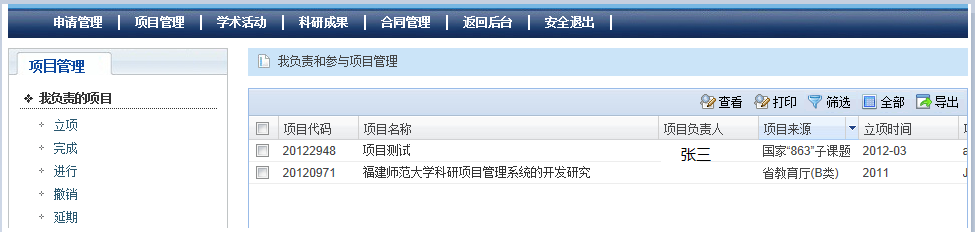 申请管理 项目管理 学术活动 科研成果 合同管理 返回后台 安全退出
项目管理
我负责的项目
立项
完成
进行
撤销
延期
我负责和参与项目管理
查看 打印 筛选 全部 导出
项目代码 项目名称 项目负责人 项目来源 立项时间
20122948 项目测试 张三 国家“863”子课题 2012-03
20120971 福建师范大学科研项目管理系统的开发研究 省教育厅(B类) 2011